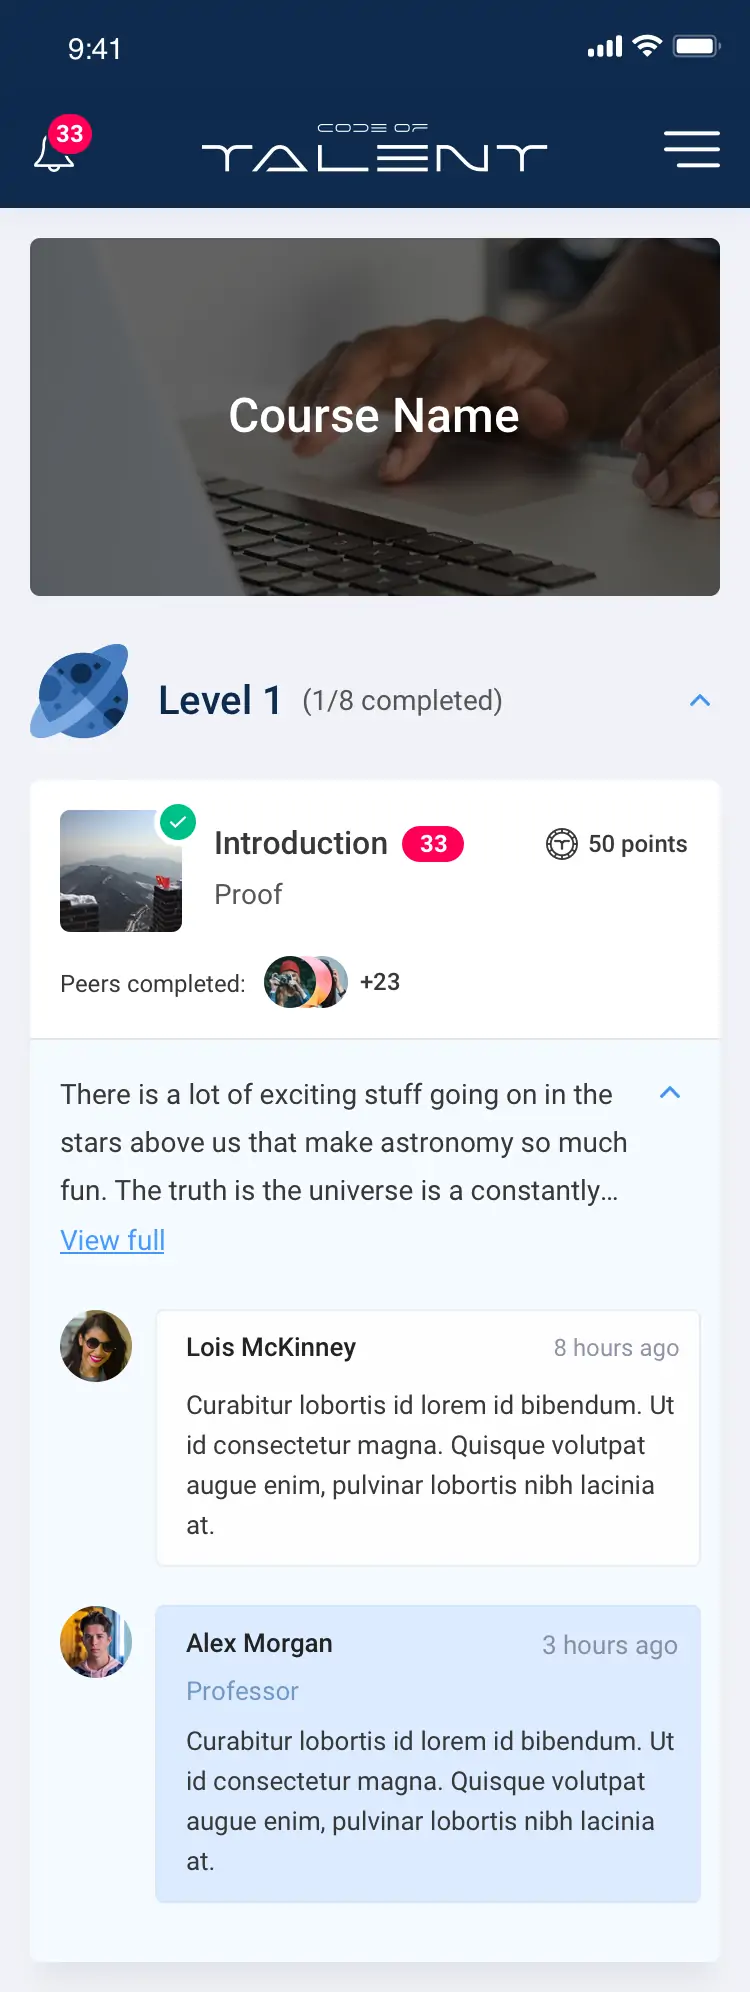 9:41
33
CODE OF
TALENT
Course Name
Level 1 (1/8 completed)
Introduction 33 50 points
Proof
Peers completed: +23
There is a lot of exciting stuff going on in the
stars above us that make astronomy so much
fun. The truth is the universe is a constantly...
View full
Lois McKinney 8 hours ago
Curabitur lobortis id lorem id bibendum. Ut
id consectetur magna. Quisque volutpat
augue enim, pulvinar lobortis nibh lacinia
at.
Alex Morgan 3 hours ago
Professor
Curabitur lobortis id lorem id bibendum. Ut
id consectetur magna. Quisque volutpat
augue enim, pulvinar lobortis nibh lacinia
at.